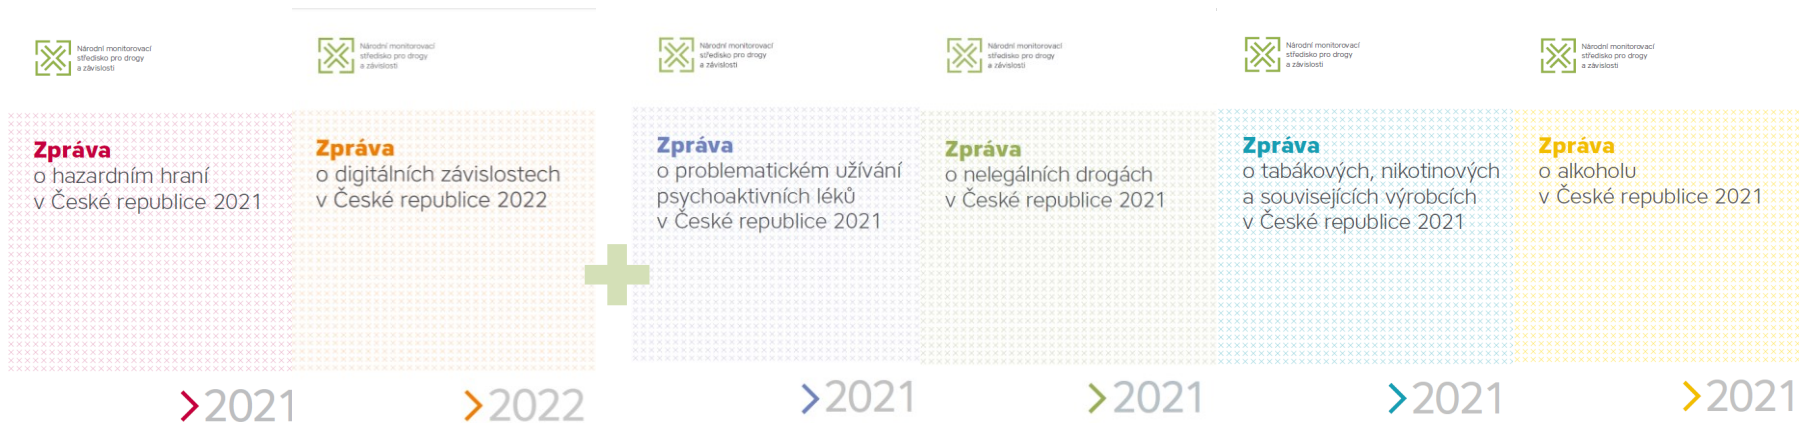 Národní monitorovací
středisko pro drogy
a závislosti
Zpráva
o hazardním hraní
v České republice 2021
2021
Národní monitorovací
středisko pro drogy
a závislosti
Zpráva
o digitálních závislostech
v České republice 2022
2022
Národní monitorovací
středisko pro drogy
a závislosti
Zpráva
o problematickém užívání
psychoaktivních léků
v České republice 2021
2021
Národní monitorovací
středisko pro drogy
a závislosti
Zpráva
o nelegálních drogách
v České republice 2021
2021
Národní monitorovací
středisko pro drogy
a závislosti
Zpráva
o tabákových, nikotinových
a souvisejících výrobcích
v České republice 2021
2021
Národní monitorovací
středisko pro drogy
a závislosti
Zpráva
o alkoholu
v České republice 2021
2021